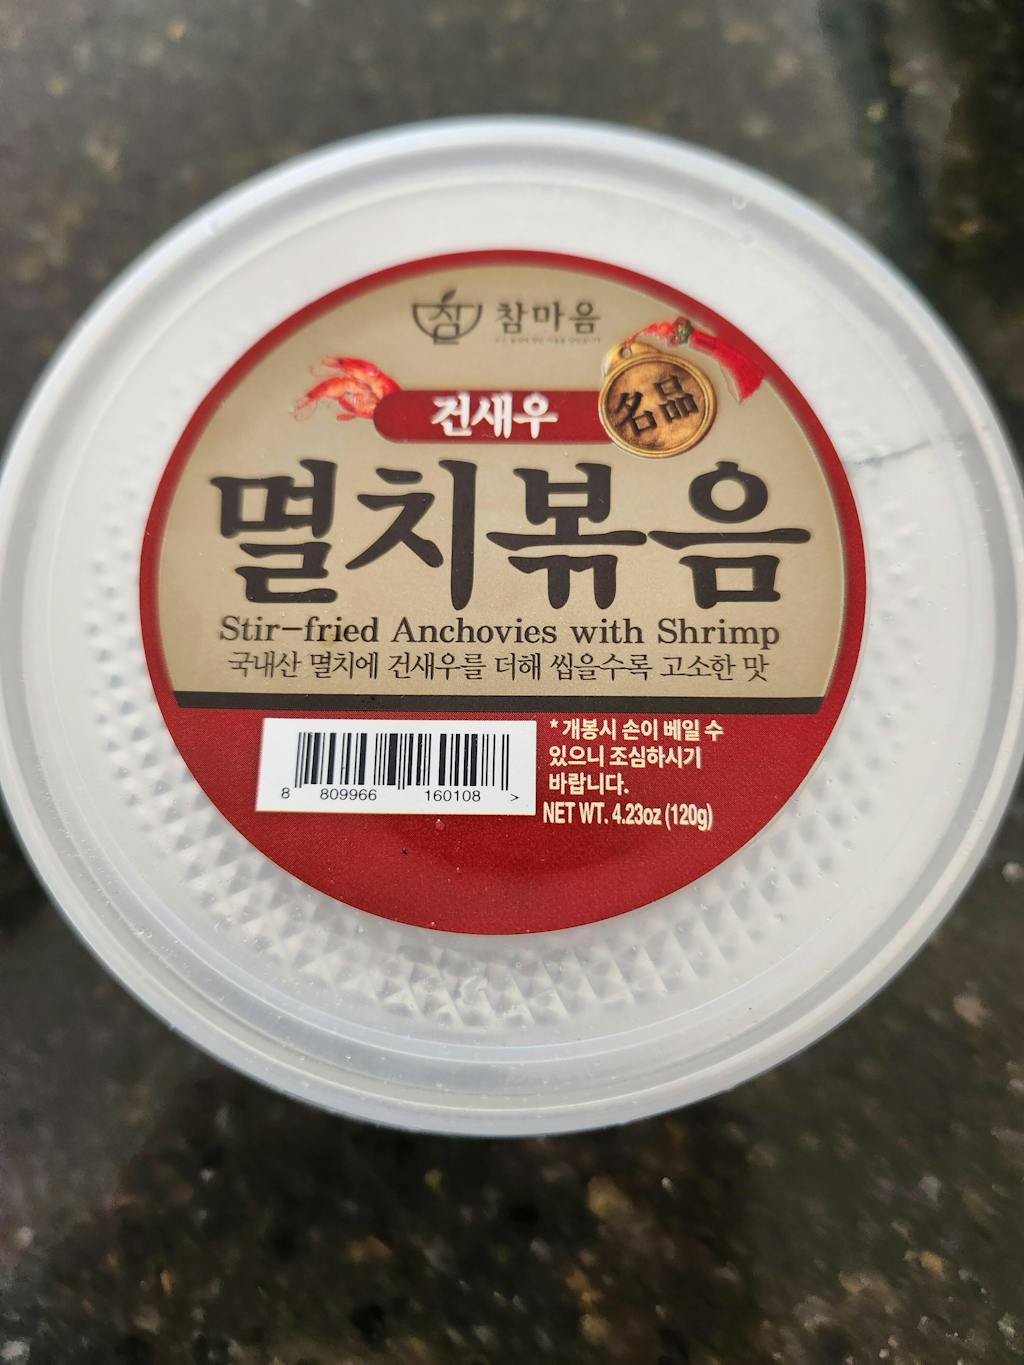 참 참마음
건새우
名品
멸치볶음
Stir-fried Anchovies with Shrimp
국내산 멸치에 건새우를 더해 씹을수록 고소한 맛
* 개봉시 손이 베일 수
있으니 조심하시기
바랍니다.
NET WT. 4.23oz (120g)
8 809966 160108 >